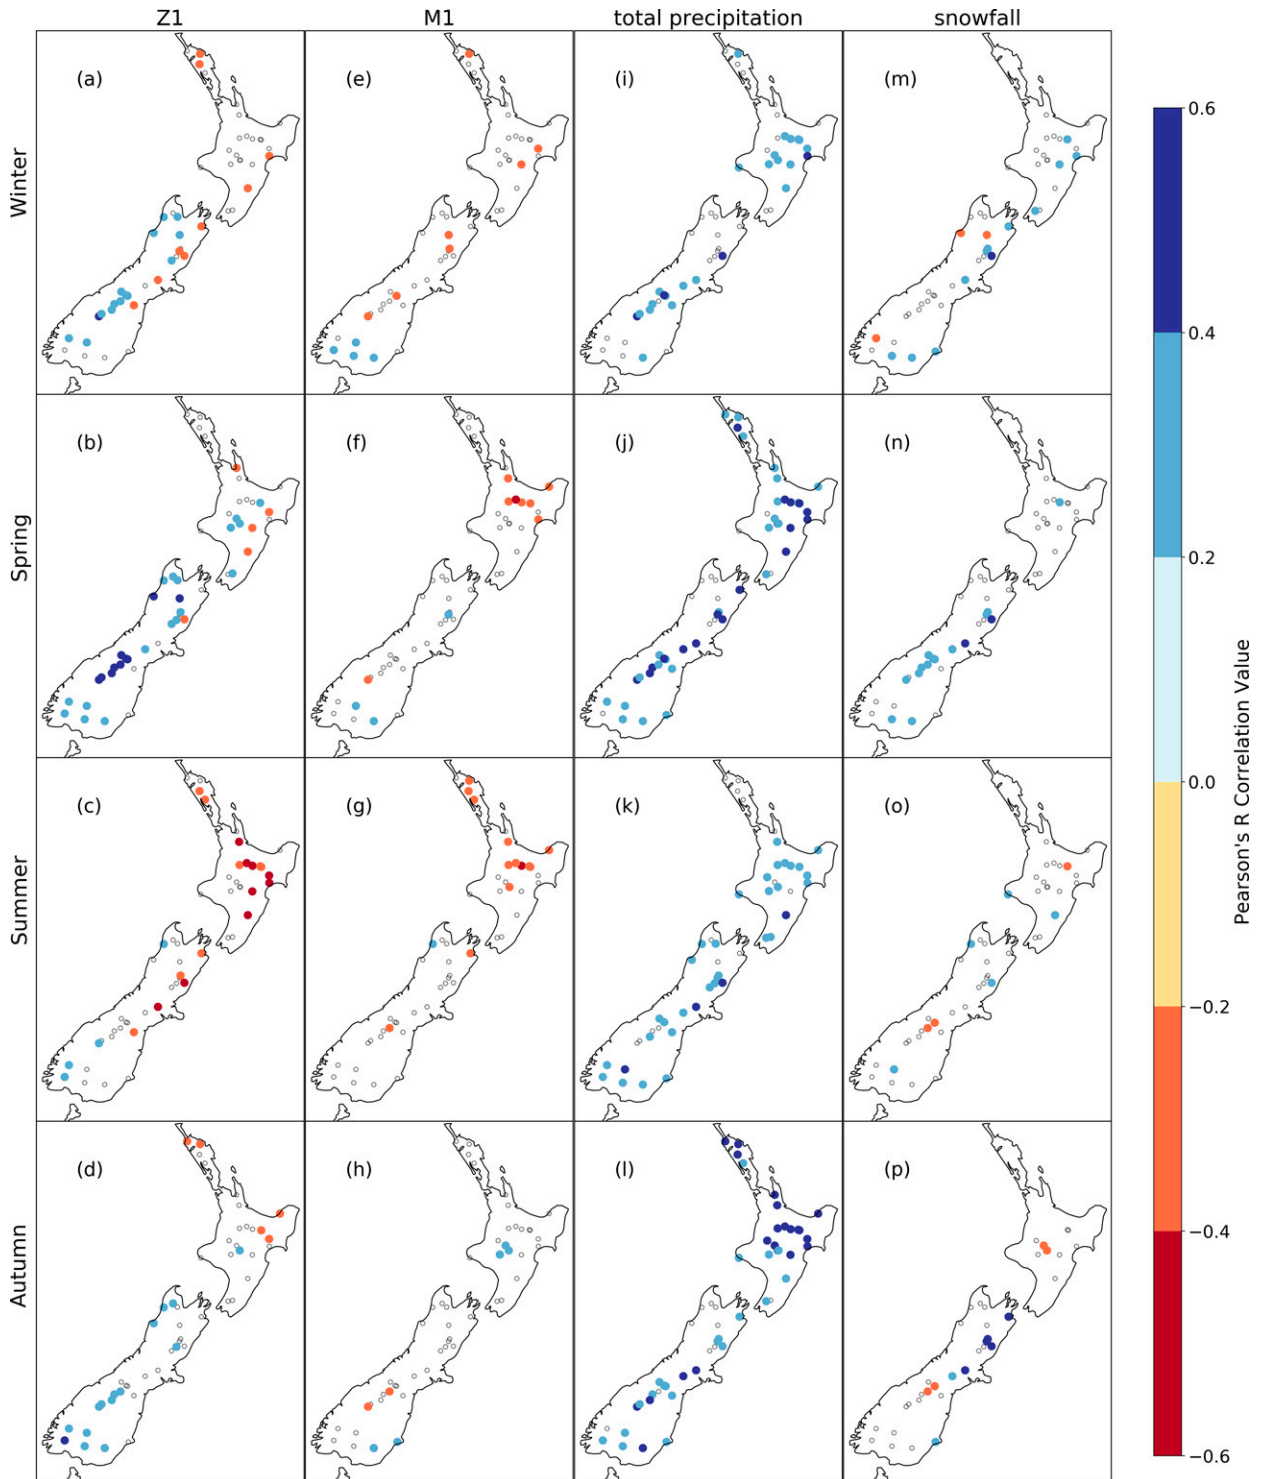 Z1 M1 total precipitation snowfall
Winter
(a) (e) (i) (m)
Spring
(b) (f) (j) (n)
Summer
(c) (g) (k) (o)
Autumn
(d) (h) (l) (p)
0.6
0.4
0.2
0.0
−0.2
−0.4
−0.6
Pearson's R Correlation Value